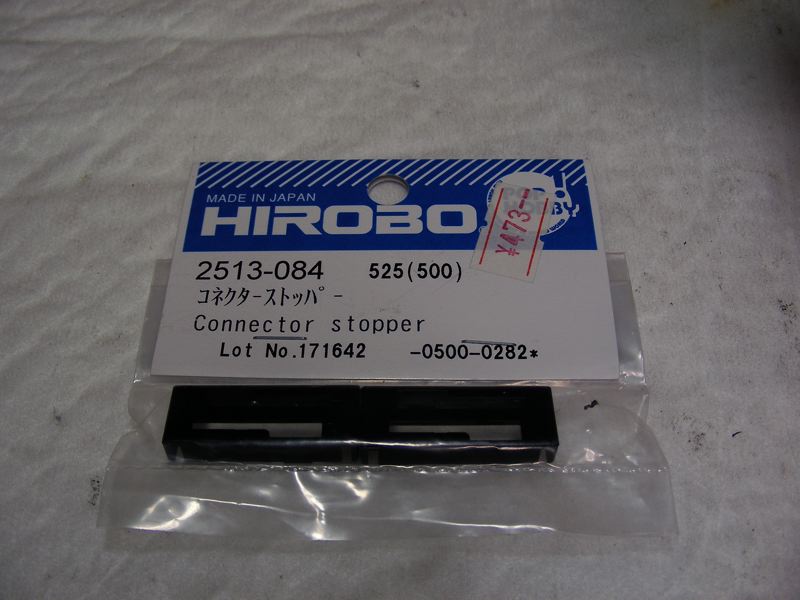 MADE IN JAPAN
HIROBO
¥473--
2513-084 525(500)
コネクターストッパー
Connector stopper
Lot No.171642 -0500-0282*